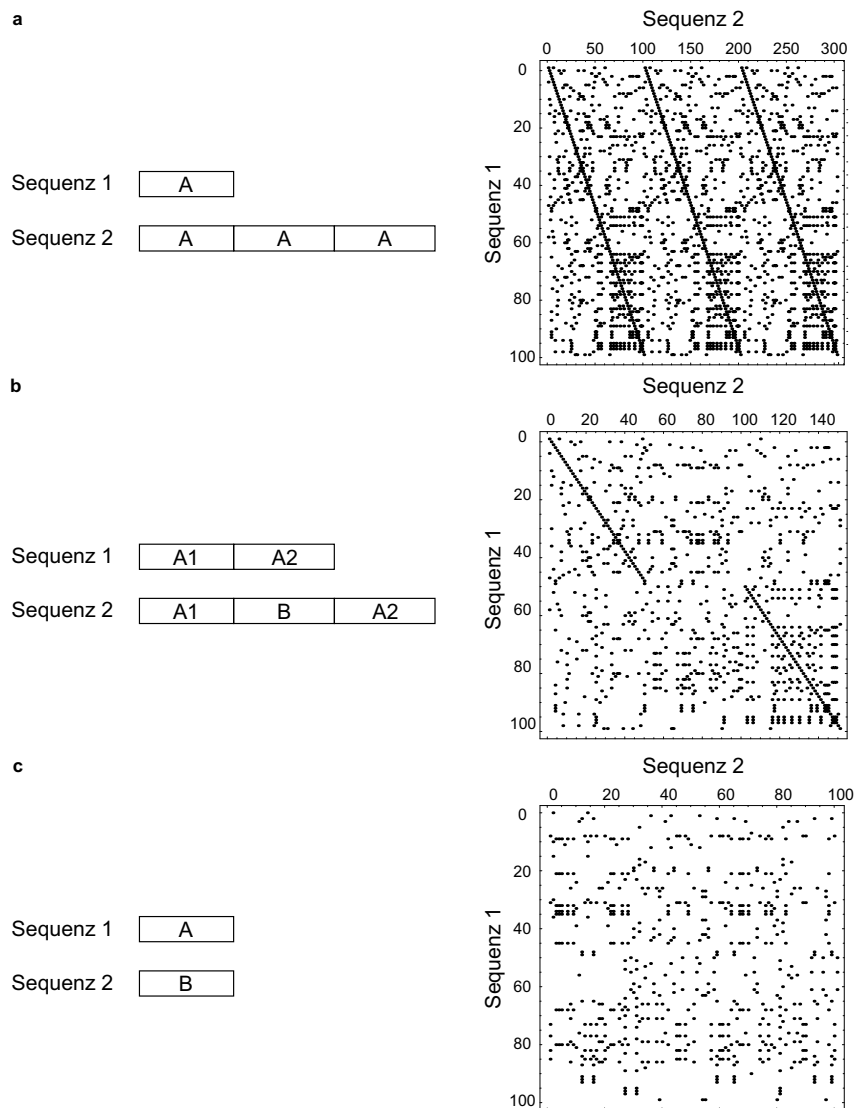 a
Sequenz 2
0 50 100 150 200 250 300
0
20
40
60
80
100
Sequenz 1
Sequenz 1 A
Sequenz 2 A A A
b
Sequenz 2
0 20 40 60 80 100 120 140
0
20
40
60
80
100
Sequenz 1
Sequenz 1 A1 A2
Sequenz 2 A1 B A2
c
Sequenz 2
0 20 40 60 80 100
0
20
40
60
80
100
Sequenz 1
Sequenz 1 A
Sequenz 2 B